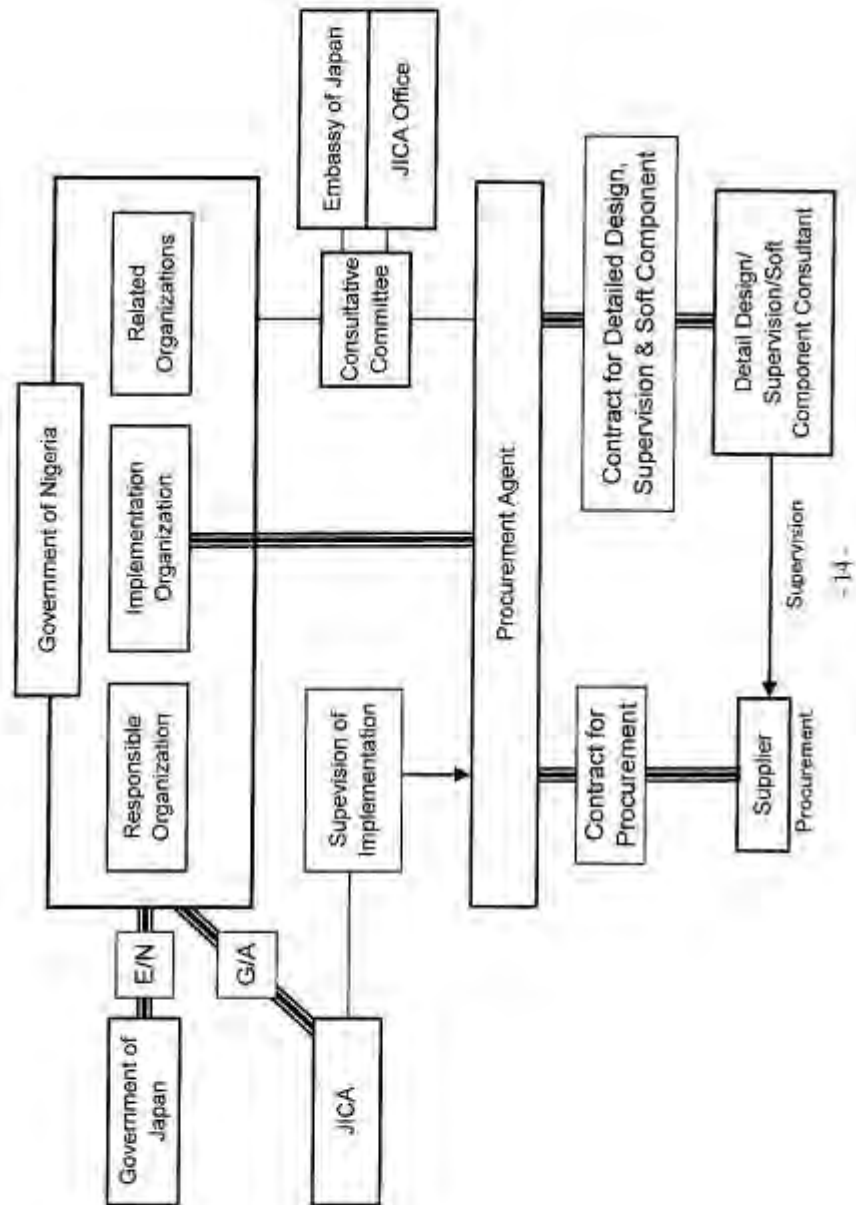 Government of Nigeria
Government of
Japan
E/N
Responsible
Organization
Implementation
Organization
Related
Organizations
G/A
JICA
Supevision of
Implementation
Consultative
Committee
Embassy of Japan
JICA Office
Procurement Agent
Contract for
Procurement
Contract for Detailed Design,
Supervision & Soft Component
Supplier
Procurement
Supervision
Detail Design/
Supervision/Soft
Component Consultant
- 14 -